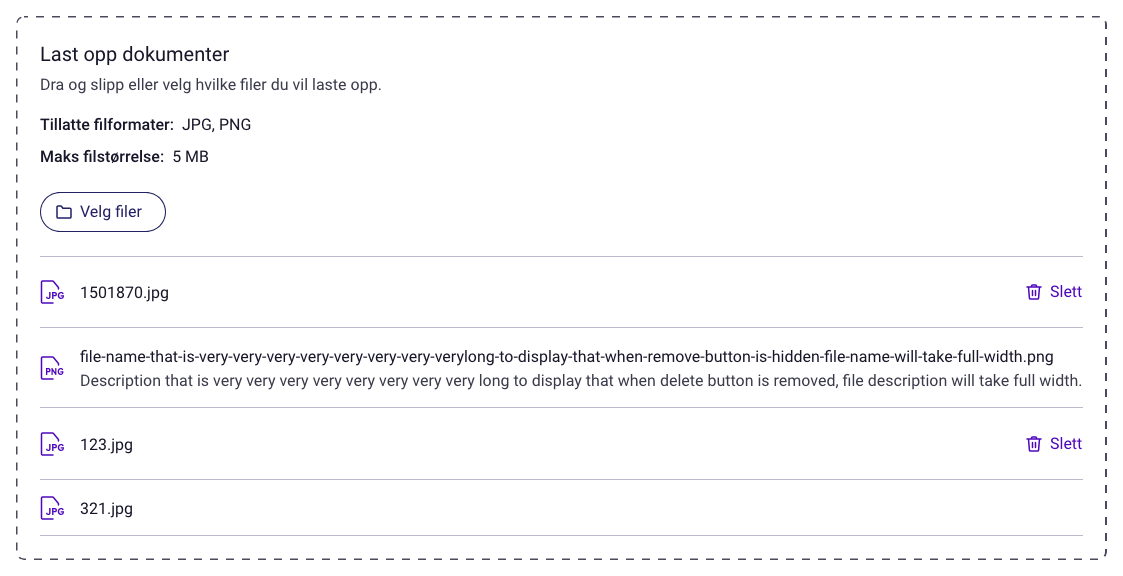 Last opp dokumenter
Dra og slipp eller velg hvilke filer du vil laste opp.
Tillatte filformater: JPG, PNG
Maks filstørrelse: 5 MB
Velg filer
JPG 1501870.jpg Slett
PNG file-name-that-is-very-very-very-very-very-very-very-verylong-to-display-that-when-remove-button-is-hidden-file-name-will-take-full-width.png
Description that is very very very very very very very very long to display that when delete button is removed, file description will take full width.
JPG 123.jpg Slett
JPG 321.jpg